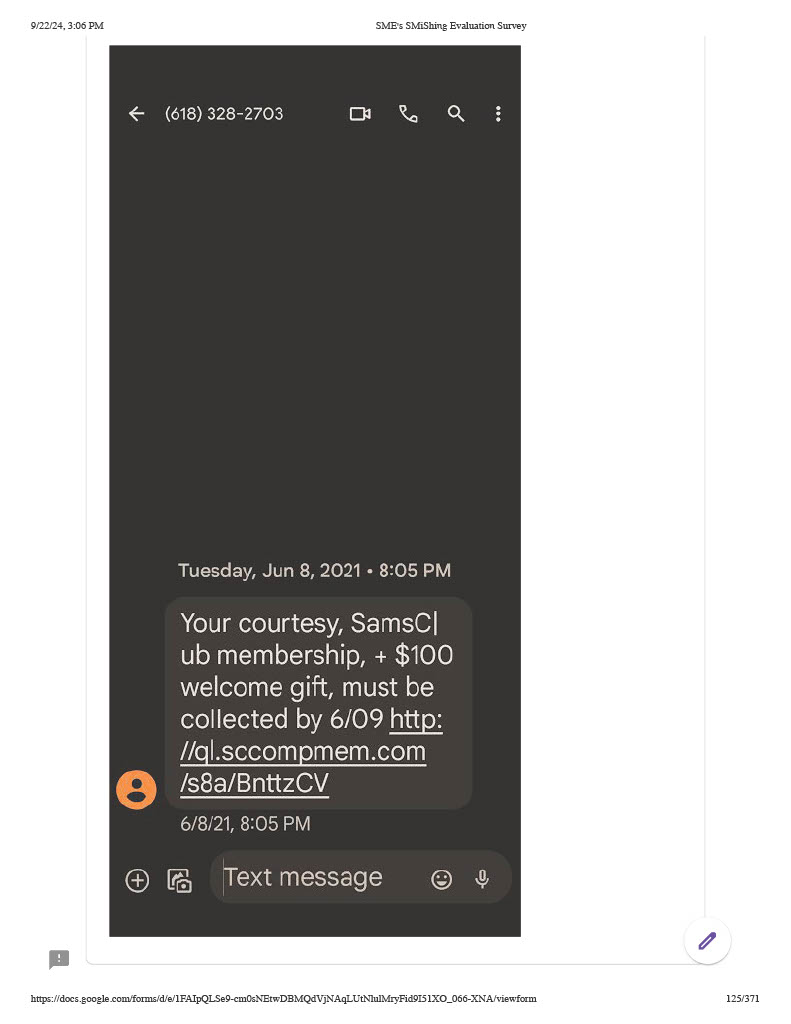 9/22/24, 3:06 PM SME's SMiShing Evaluation Survey
(618) 328-2703
Tuesday, Jun 8, 2021 • 8:05 PM
Your courtesy, SamsC|
ub membership, + $100
welcome gift, must be
collected by 6/09 http:
//ql.sccompmem.com
/s8a/BnttzCV
6/8/21, 8:05 PM
Text message
https://docs.google.com/forms/d/e/1FAIpQLSe9-cm0sNEtwDBMQdVjNAqLUtNlulMryFid9I51XO_066-XNA/viewform 125/371